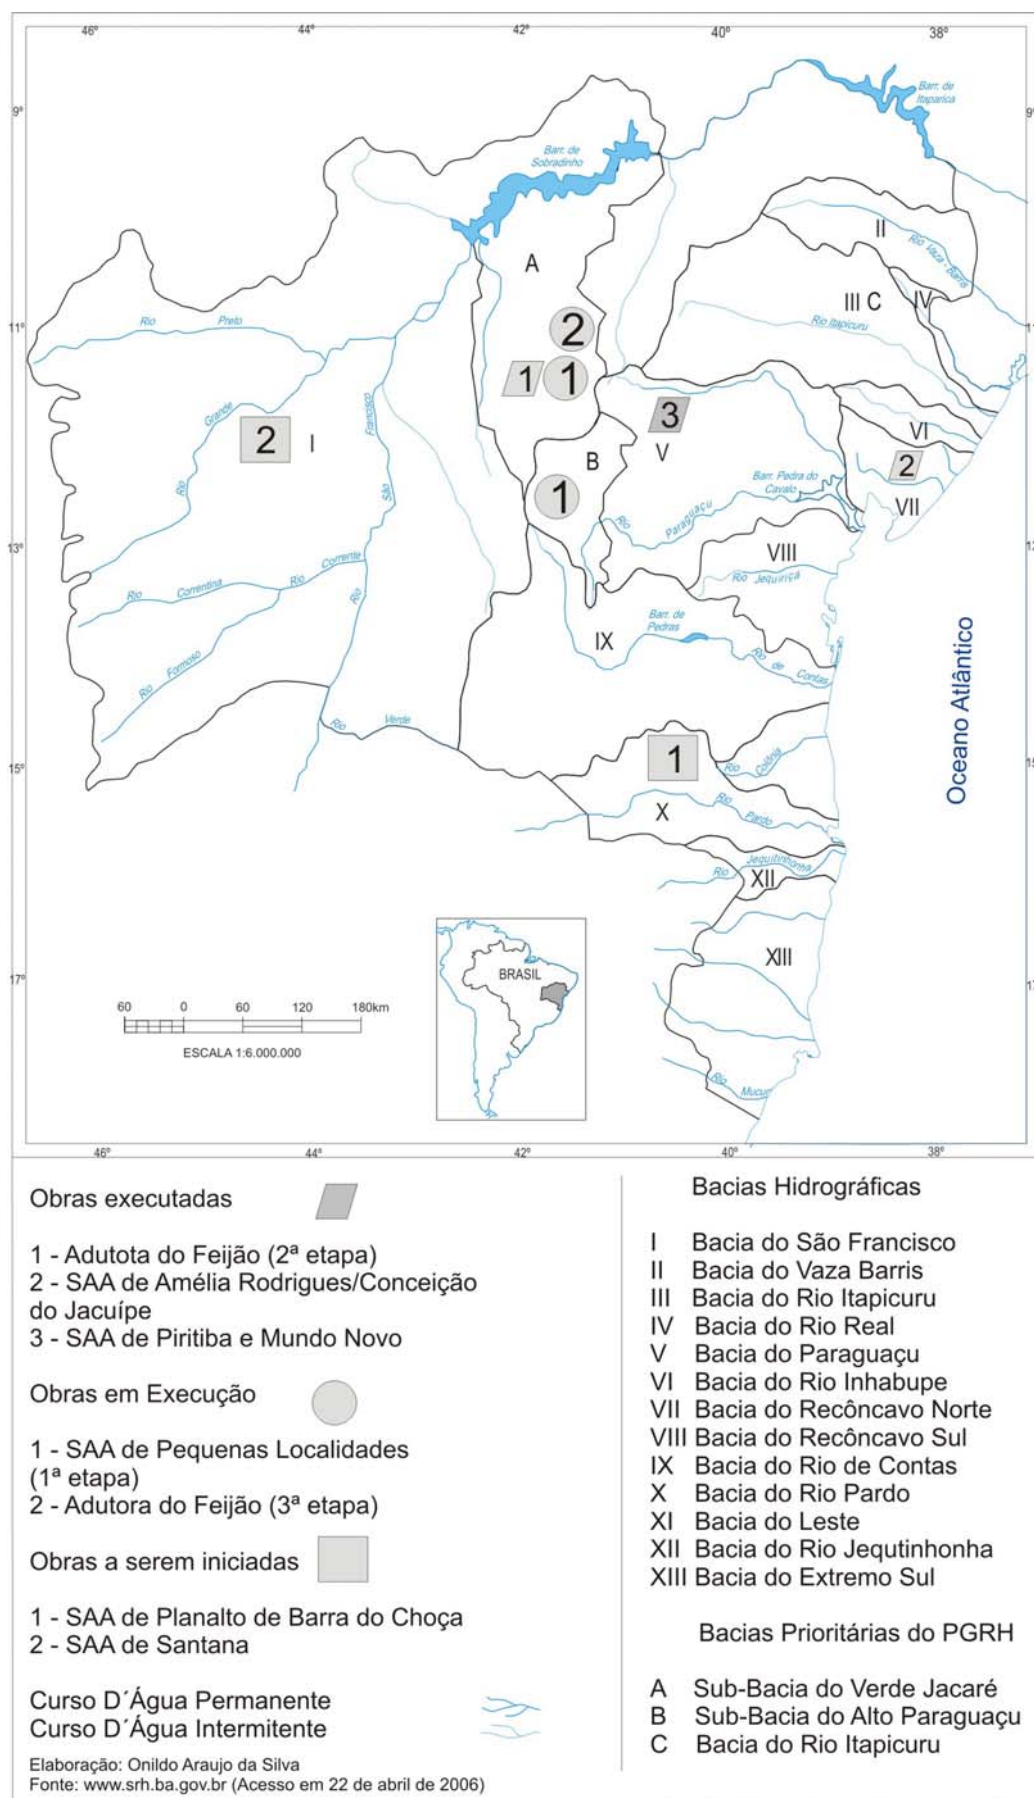 46°
44°
42°
40°
38°
9°
9°
Barr. de
Itaparica
Barr. de
Sobradinho
A
II
Rio Vaza - Barris
III C
IV
11°
Rio Preto
Rio Itapicuru
2
1
1
3
V
Rio Grande
2
I
Francisco
São
Rio
B
1
VI
2
VII
Barr. Pedra do
Cavalo
Rio Paraguaçu
13°
VIII
Rio Jequiriçá
Rio Correntina
Rio Corrente
Barr. de
Pedras
IX
Rio de Contas
Rio Formoso
Rio Verde
Oceano Atlântico
15°
1
Rio
X
Rio Pardo
Rio Jequitinhonha
XII
XIII
17°
BRASIL
60 0 60 120 180km
ESCALA 1:6.000.000
Rio Mucuri
46°
44°
42°
40°
38°
Obras executadas
1 - Adutota do Feijão (2ª etapa)
2 - SAA de Amélia Rodrigues/Conceição
do Jacuípe
3 - SAA de Piritiba e Mundo Novo
Obras em Execução
1 - SAA de Pequenas Localidades
(1ª etapa)
2 - Adutora do Feijão (3ª etapa)
Obras a serem iniciadas
1 - SAA de Planalto de Barra do Choça
2 - SAA de Santana
Curso D´Água Permanente
Curso D´Água Intermitente
Elaboração: Onildo Araujo da Silva
Fonte: www.srh.ba.gov.br (Acesso em 22 de abril de 2006)
Bacias Hidrográficas
I Bacia do São Francisco
II Bacia do Vaza Barris
III Bacia do Rio Itapicuru
IV Bacia do Rio Real
V Bacia do Paraguaçu
VI Bacia do Rio Inhabupe
VII Bacia do Recôncavo Norte
VIII Bacia do Recôncavo Sul
IX Bacia do Rio de Contas
X Bacia do Rio Pardo
XI Bacia do Leste
XII Bacia do Rio Jequtinhonha
XIII Bacia do Extremo Sul
Bacias Prioritárias do PGRH
A Sub-Bacia do Verde Jacaré
B Sub-Bacia do Alto Paraguaçu
C Bacia do Rio Itapicuru